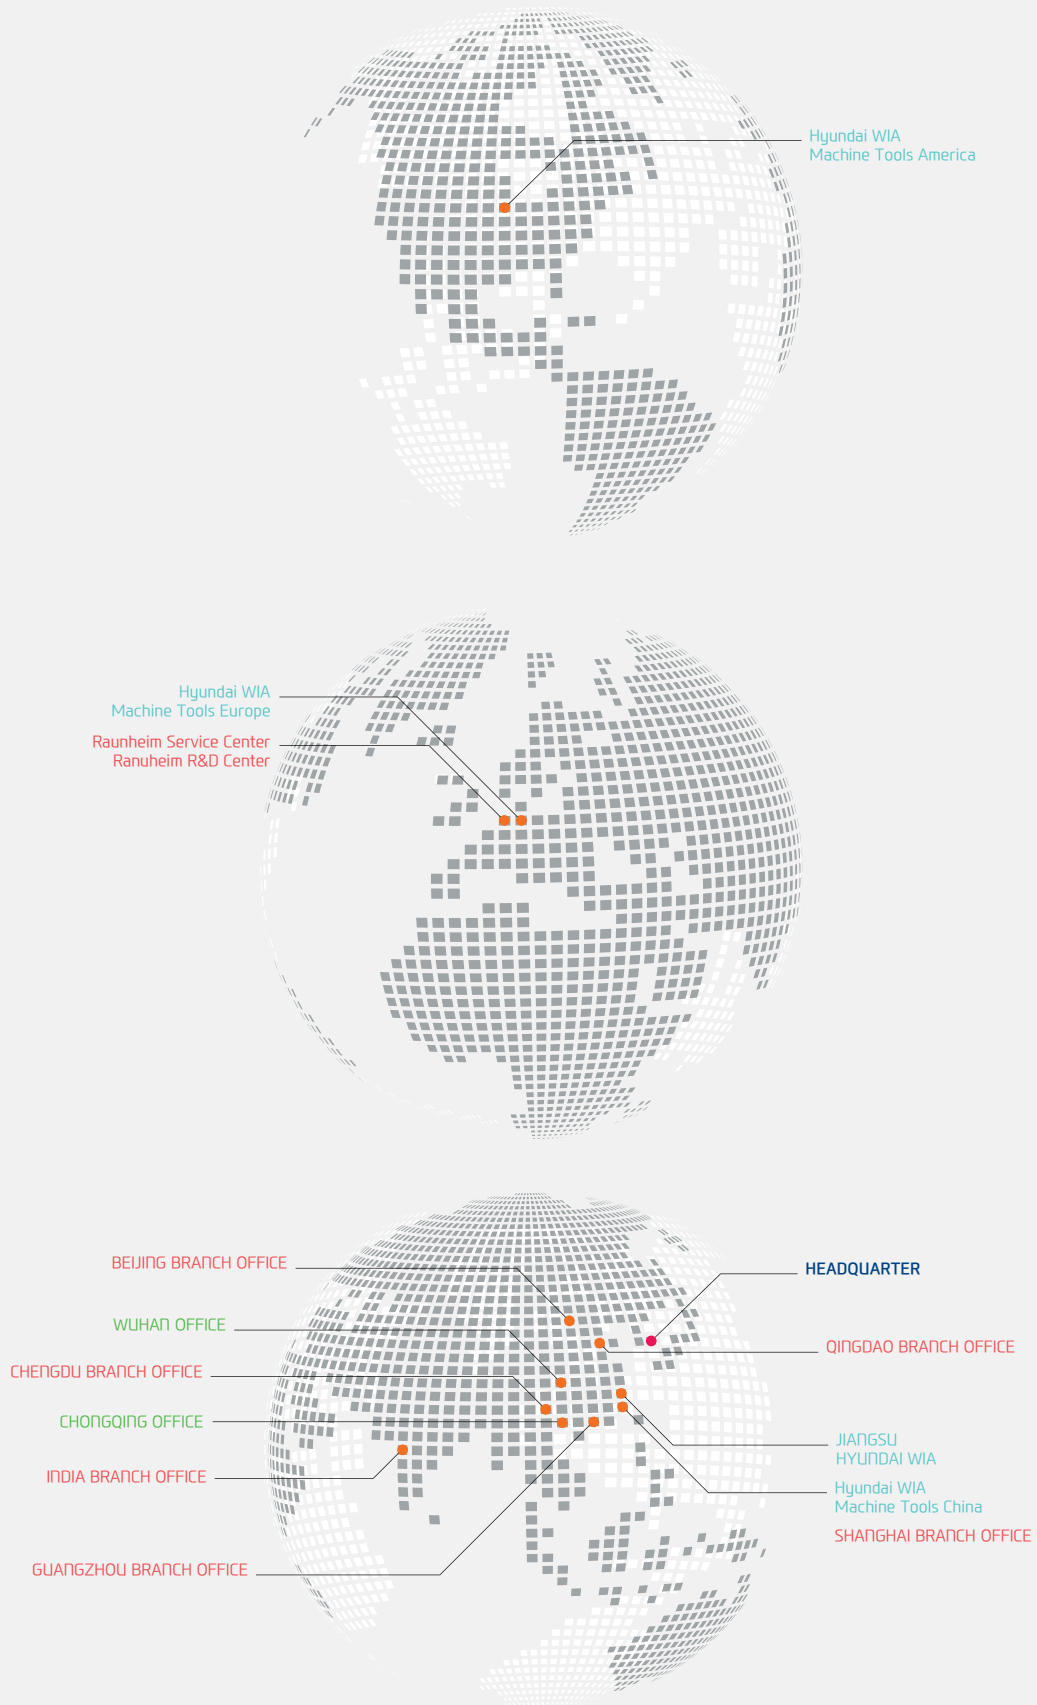 Hyundai WIA
Machine Tools America
Hyundai WIA
Machine Tools Europe
Raunheim Service Center
Ranuheim R&D Center
BEIJING BRANCH OFFICE
HEADQUARTER
WUHAN OFFICE
QINGDAO BRANCH OFFICE
CHENGDU BRANCH OFFICE
CHONGQING OFFICE
JIANGSU
HYUNDAI WIA
INDIA BRANCH OFFICE
Hyundai WIA
Machine Tools China
SHANGHAI BRANCH OFFICE
GUANGZHOU BRANCH OFFICE